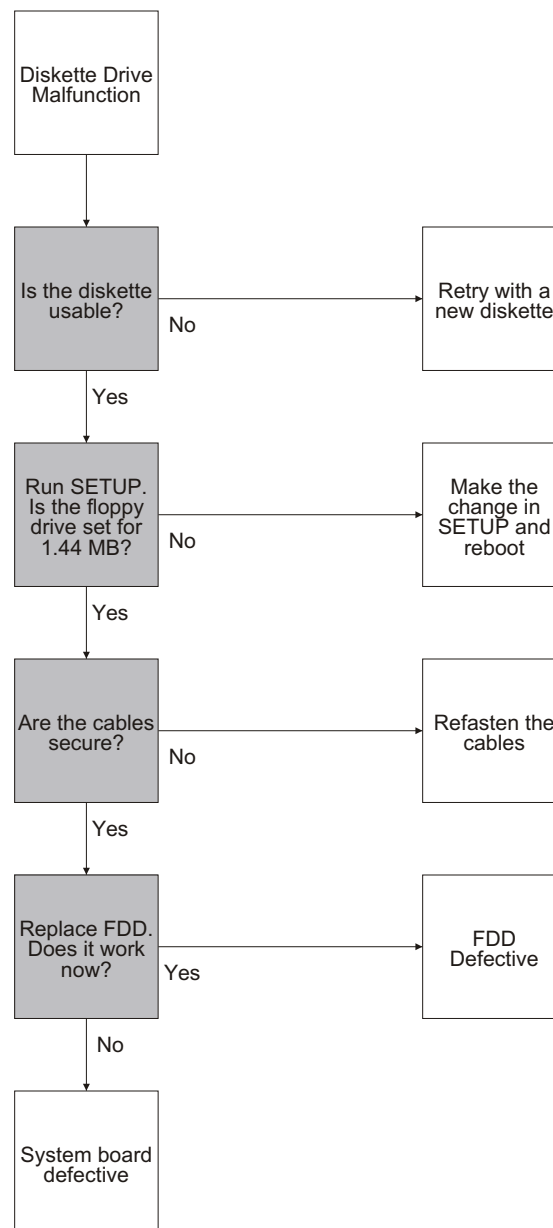 Diskette Drive
Malfunction
Is the diskette
usable?
No
Retry with a
new diskette
Yes
Run SETUP.
Is the floppy
drive set for
1.44 MB?
No
Make the
change in
SETUP and
reboot
Yes
Are the cables
secure?
No
Refasten the
cables
Yes
Replace FDD.
Does it work
now?
Yes
FDD
Defective
No
System board
defective